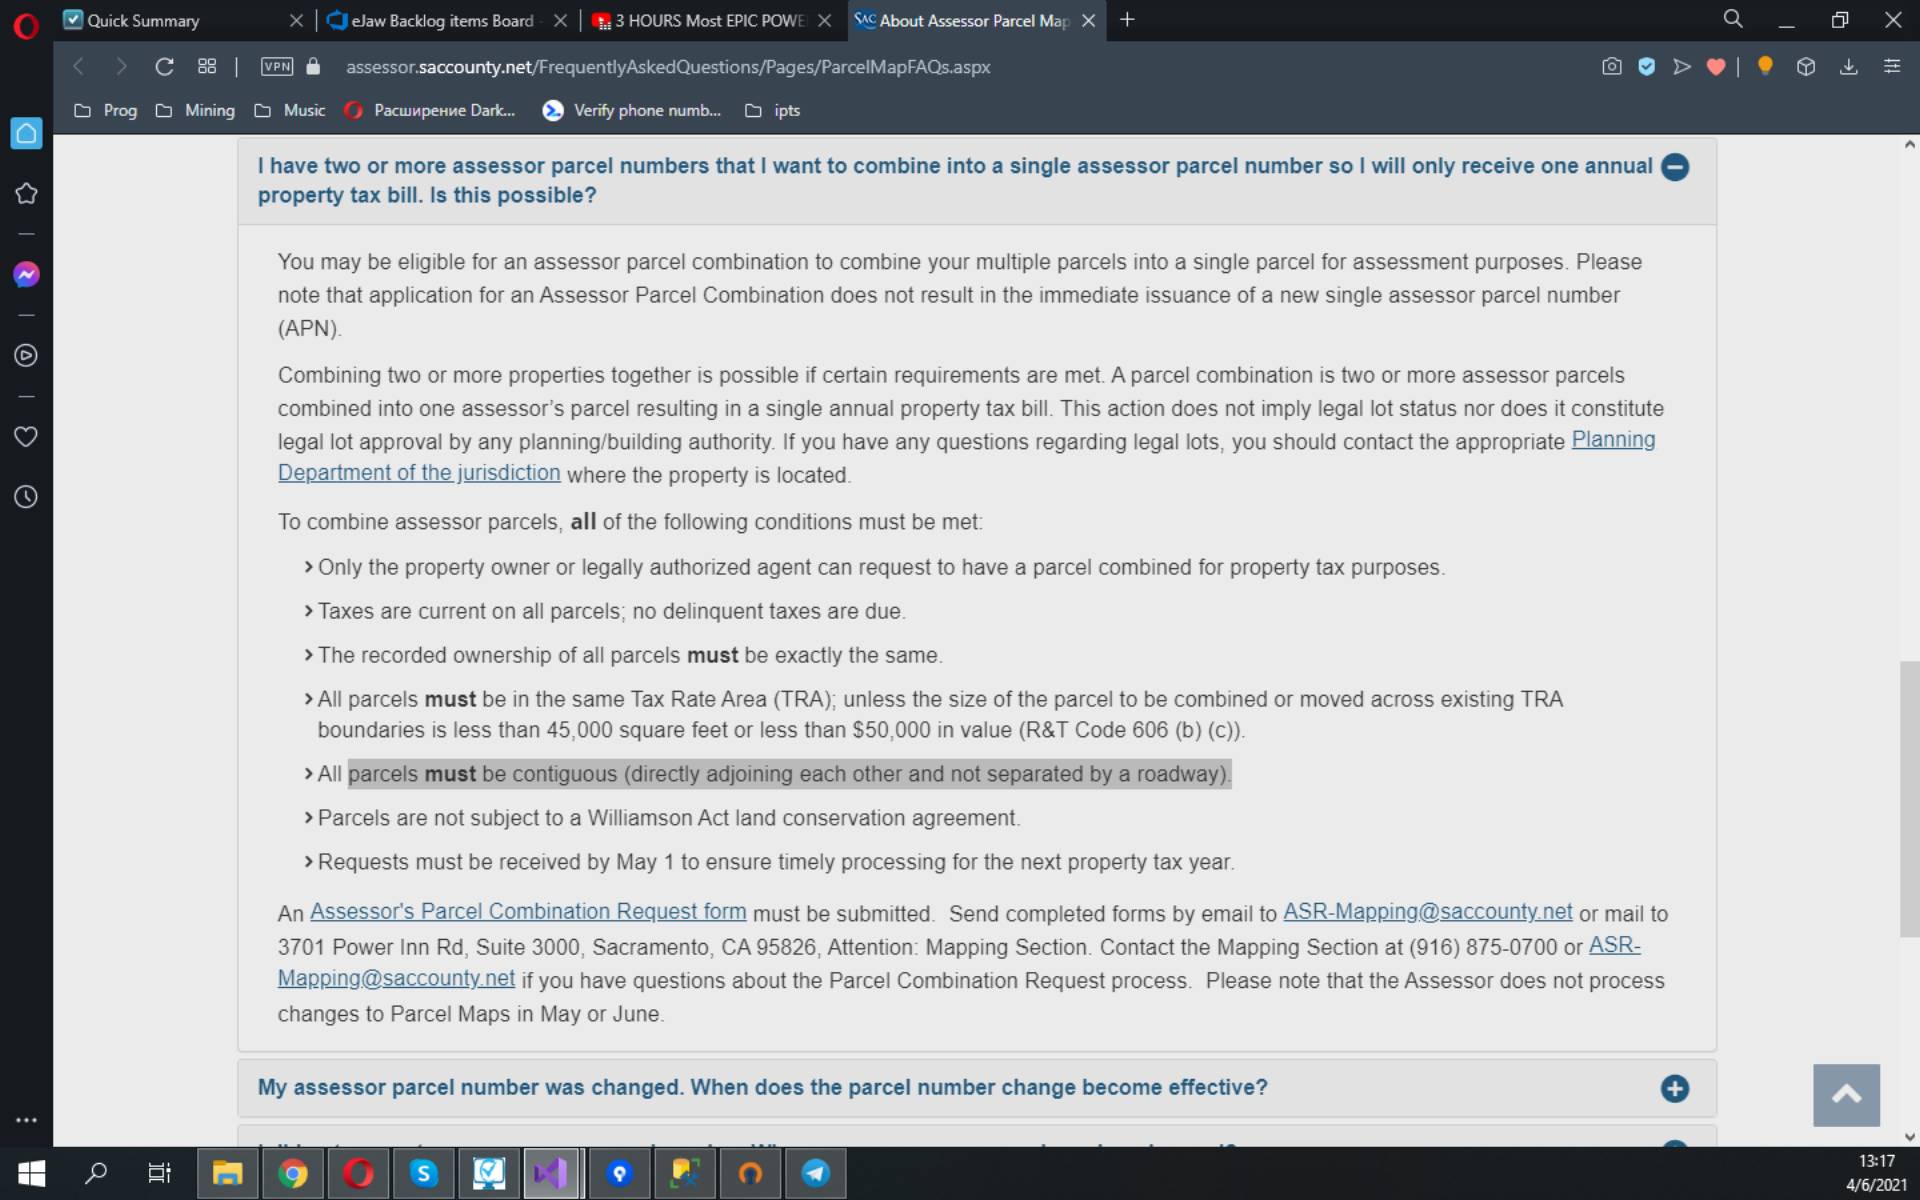 Quick Summary
eJaw Backlog items Board
3 HOURS Most EPIC POWE
SAC About Assessor Parcel Map
VPN
assessor.saccounty.net/FrequentlyAskedQuestions/Pages/ParcelMapFAQs.aspx
Prog
Mining
Music
Расширение Dark...
Verify phone numb...
ipts
I have two or more assessor parcel numbers that I want to combine into a single assessor parcel number so I will only receive one annual
property tax bill. Is this possible?
You may be eligible for an assessor parcel combination to combine your multiple parcels into a single parcel for assessment purposes. Please
note that application for an Assessor Parcel Combination does not result in the immediate issuance of a new single assessor parcel number
(APN).
Combining two or more properties together is possible if certain requirements are met. A parcel combination is two or more assessor parcels
combined into one assessor’s parcel resulting in a single annual property tax bill. This action does not imply legal lot status nor does it constitute
legal lot approval by any planning/building authority. If you have any questions regarding legal lots, you should contact the appropriate Planning
Department of the jurisdiction where the property is located.
To combine assessor parcels, all of the following conditions must be met:
Only the property owner or legally authorized agent can request to have a parcel combined for property tax purposes.
Taxes are current on all parcels; no delinquent taxes are due.
The recorded ownership of all parcels must be exactly the same.
All parcels must be in the same Tax Rate Area (TRA); unless the size of the parcel to be combined or moved across existing TRA
boundaries is less than 45,000 square feet or less than $50,000 in value (R&T Code 606 (b) (c)).
All parcels must be contiguous (directly adjoining each other and not separated by a roadway).
Parcels are not subject to a Williamson Act land conservation agreement.
Requests must be received by May 1 to ensure timely processing for the next property tax year.
An Assessor's Parcel Combination Request form must be submitted.  Send completed forms by email to ASR-Mapping@saccounty.net or mail to
3701 Power Inn Rd, Suite 3000, Sacramento, CA 95826, Attention: Mapping Section. Contact the Mapping Section at (916) 875-0700 or ASR-
Mapping@saccounty.net if you have questions about the Parcel Combination Request process.  Please note that the Assessor does not process
changes to Parcel Maps in May or June.
My assessor parcel number was changed. When does the parcel number change become effective?
13:17
4/6/2021